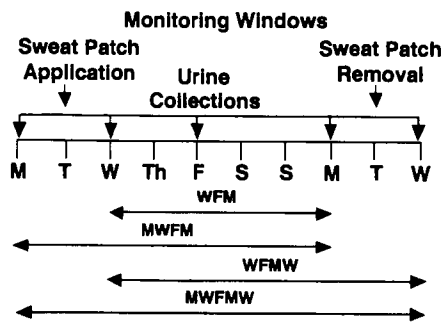 Monitoring Windows
Sweat Patch
Application
Urine
Collections
Sweat Patch
Removal
M T W Th F S S M T W
WFM
MWFM
WFMW
MWFMW